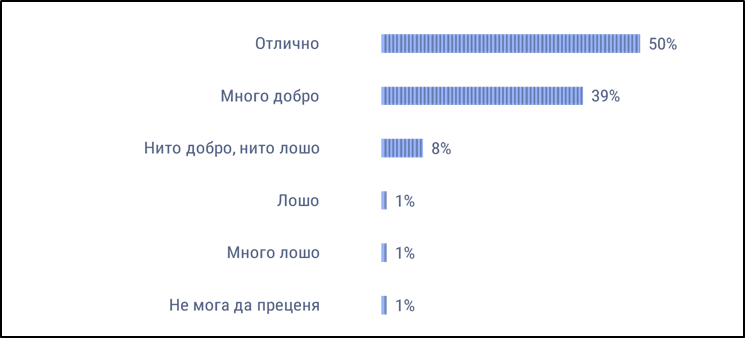 Отлично 50%
Много добро 39%
Нито добро, нито лошо 8%
Лошо 1%
Много лошо 1%
Не мога да преценя 1%